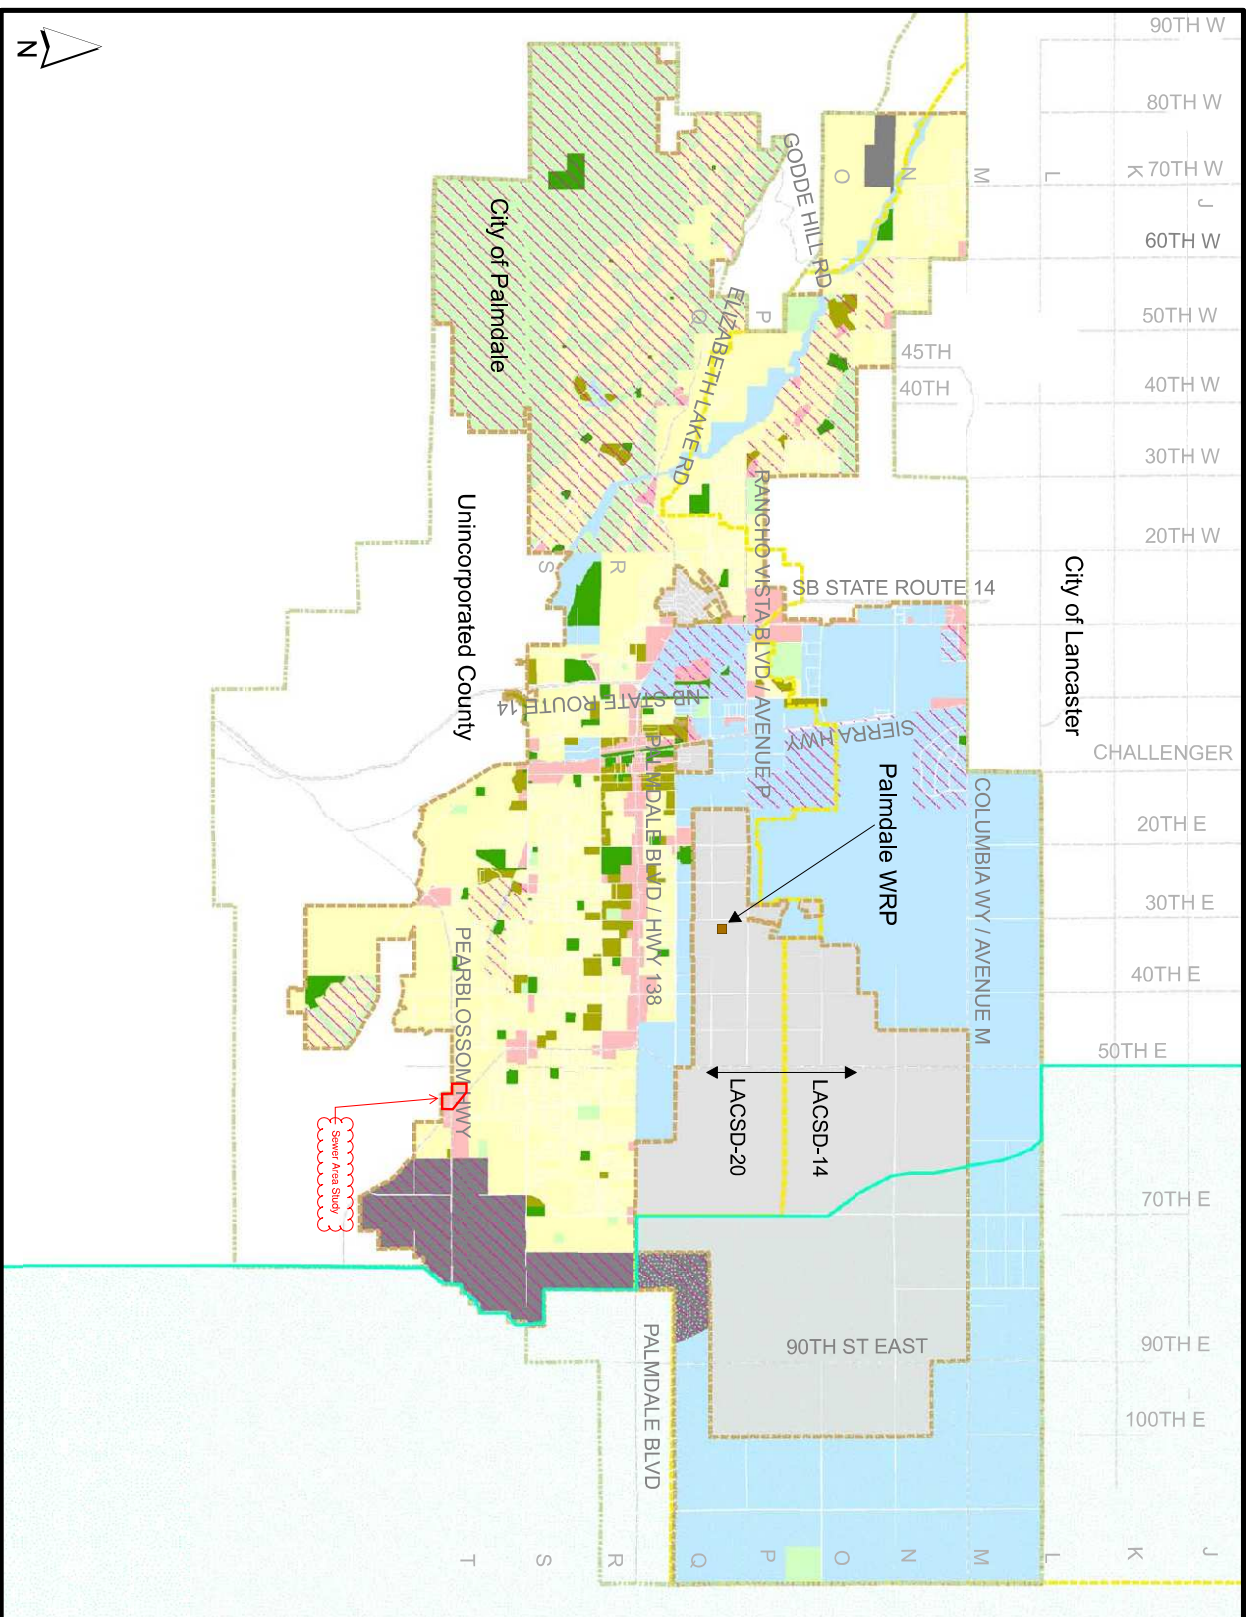 90TH W
80TH W
70TH W
60TH W
50TH W
45TH
40TH W
40TH
30TH W
20TH W
CHALLENGER
20TH E
30TH E
40TH E
50TH E
70TH E
90TH E
100TH E
J
K
L
M
N
O
P
Q
R
S
N
GODDE HILL RD
ELIZABETH LAKE RD
RANCHO VISTA BLVD / AVENUE P
SB STATE ROUTE 14
NB STATE ROUTE 14
SIERRA HWY
PALMDALE BLVD / HWY 138
COLUMBIA WY / AVENUE M
PEARBLOSSOM HWY
90TH ST EAST
PALMDALE BLVD
City of Palmdale
Unincorporated County
City of Lancaster
Palmdale WRP
LACSD-14
LACSD-20
Sewer Area Study
J
K
L
M
N
O
P
Q
R
S
T